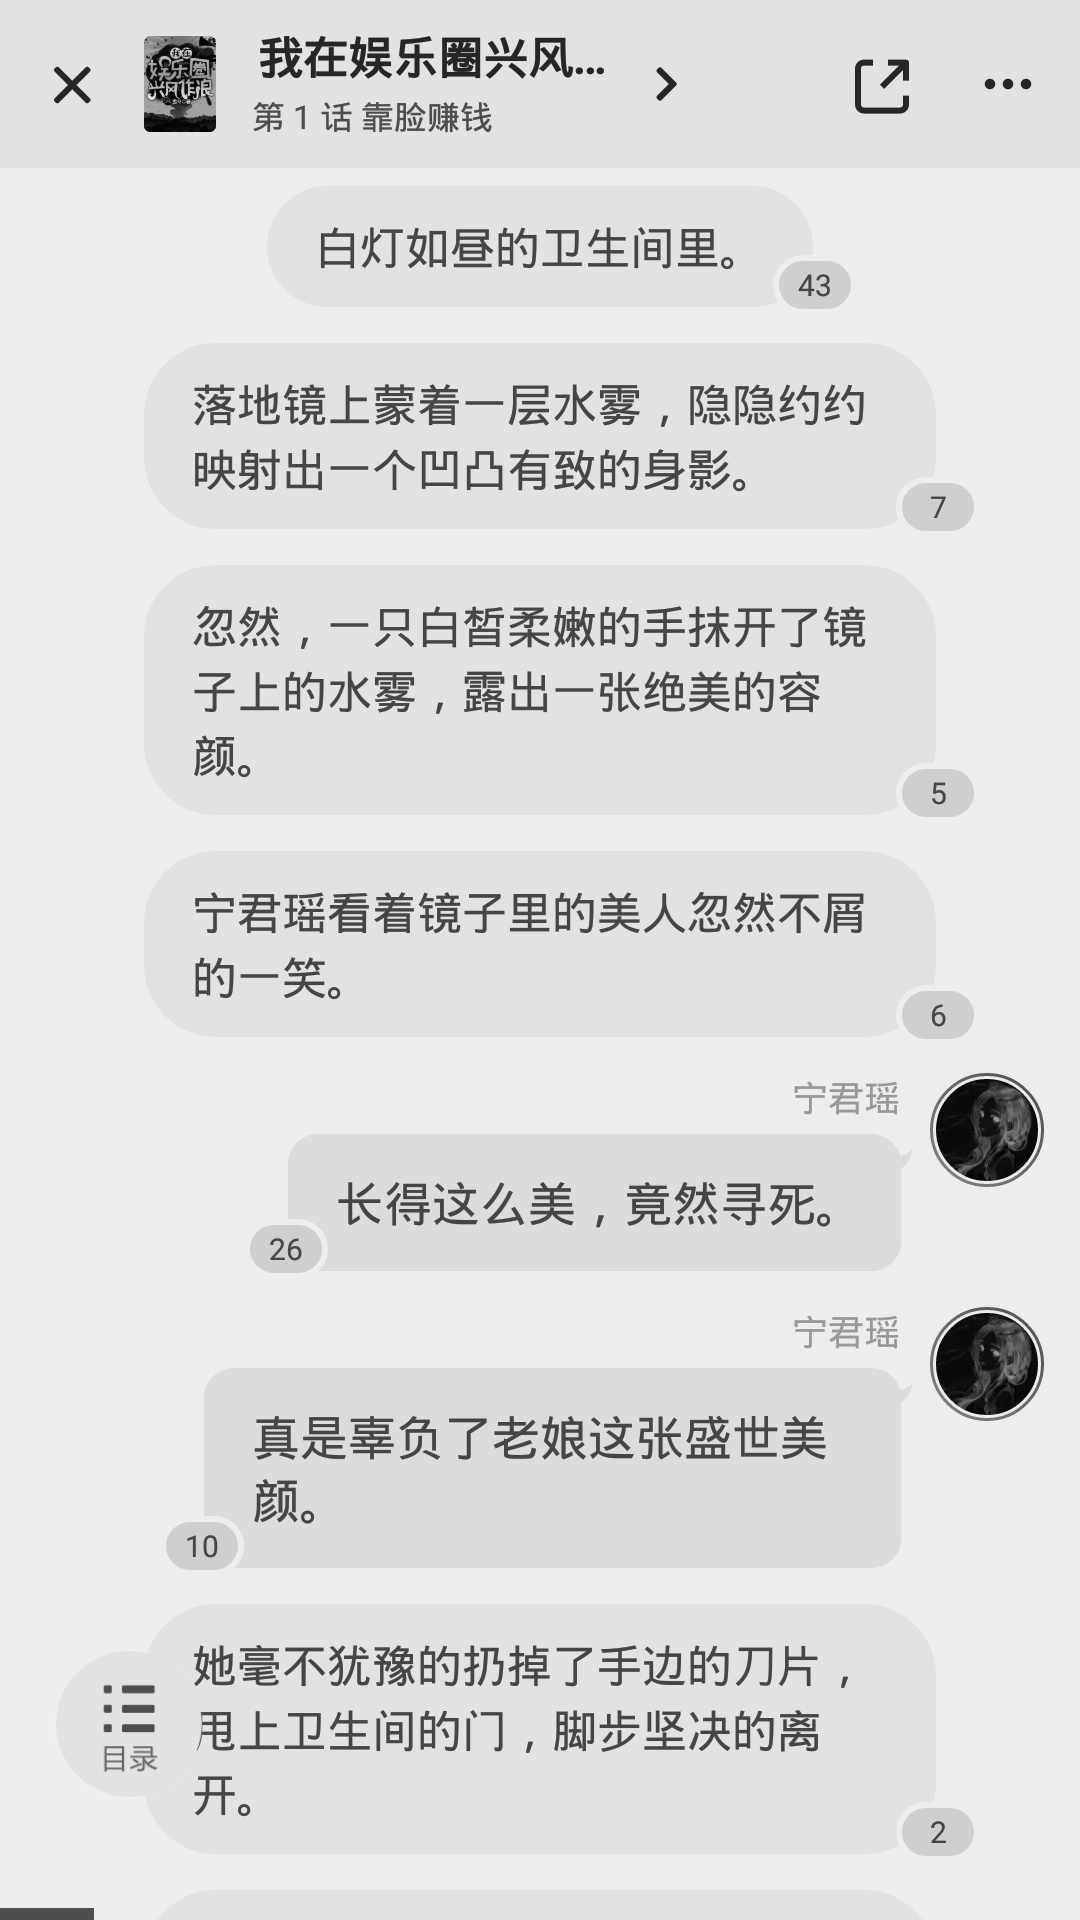 我在娱乐圈兴风...
第 1 话 靠脸赚钱
白灯如昼的卫生间里。
43
落地镜上蒙着一层水雾，隐隐约约
映射出一个凹凸有致的身影。
7
忽然，一只白皙柔嫩的手抹开了镜
子上的水雾，露出一张绝美的容
颜。
5
宁君瑶看着镜子里的美人忽然不屑
的一笑。
6
宁君瑶
长得这么美，竟然寻死。
26
宁君瑶
真是辜负了老娘这张盛世美
颜。
10
她毫不犹豫的扔掉了手边的刀片，
甩上卫生间的门，脚步坚决的离
开。
2
目录